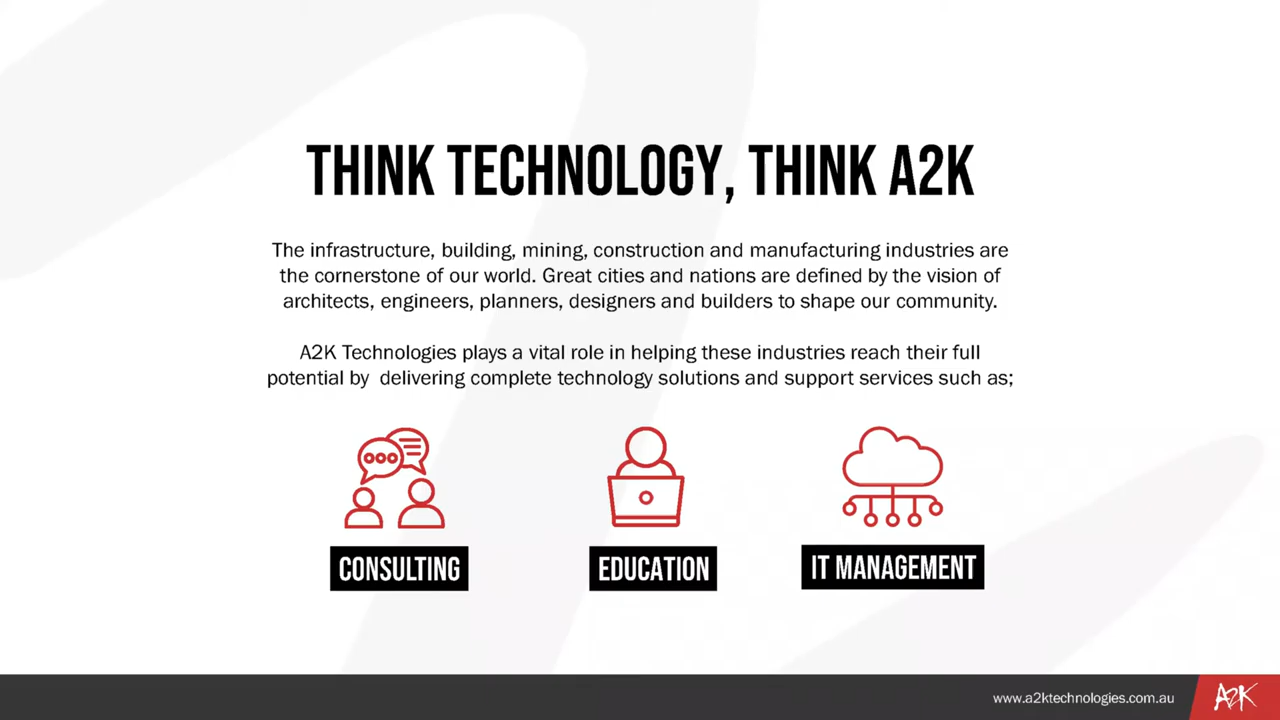 THINK TECHNOLOGY, THINK A2K
The infrastructure, building, mining, construction and manufacturing industries are
the cornerstone of our world. Great cities and nations are defined by the vision of
architects, engineers, planners, designers and builders to shape our community.
A2K Technologies plays a vital role in helping these industries reach their full
potential by  delivering complete technology solutions and support services such as;
CONSULTING
EDUCATION
IT MANAGEMENT
www.a2ktechnologies.com.au
A2K